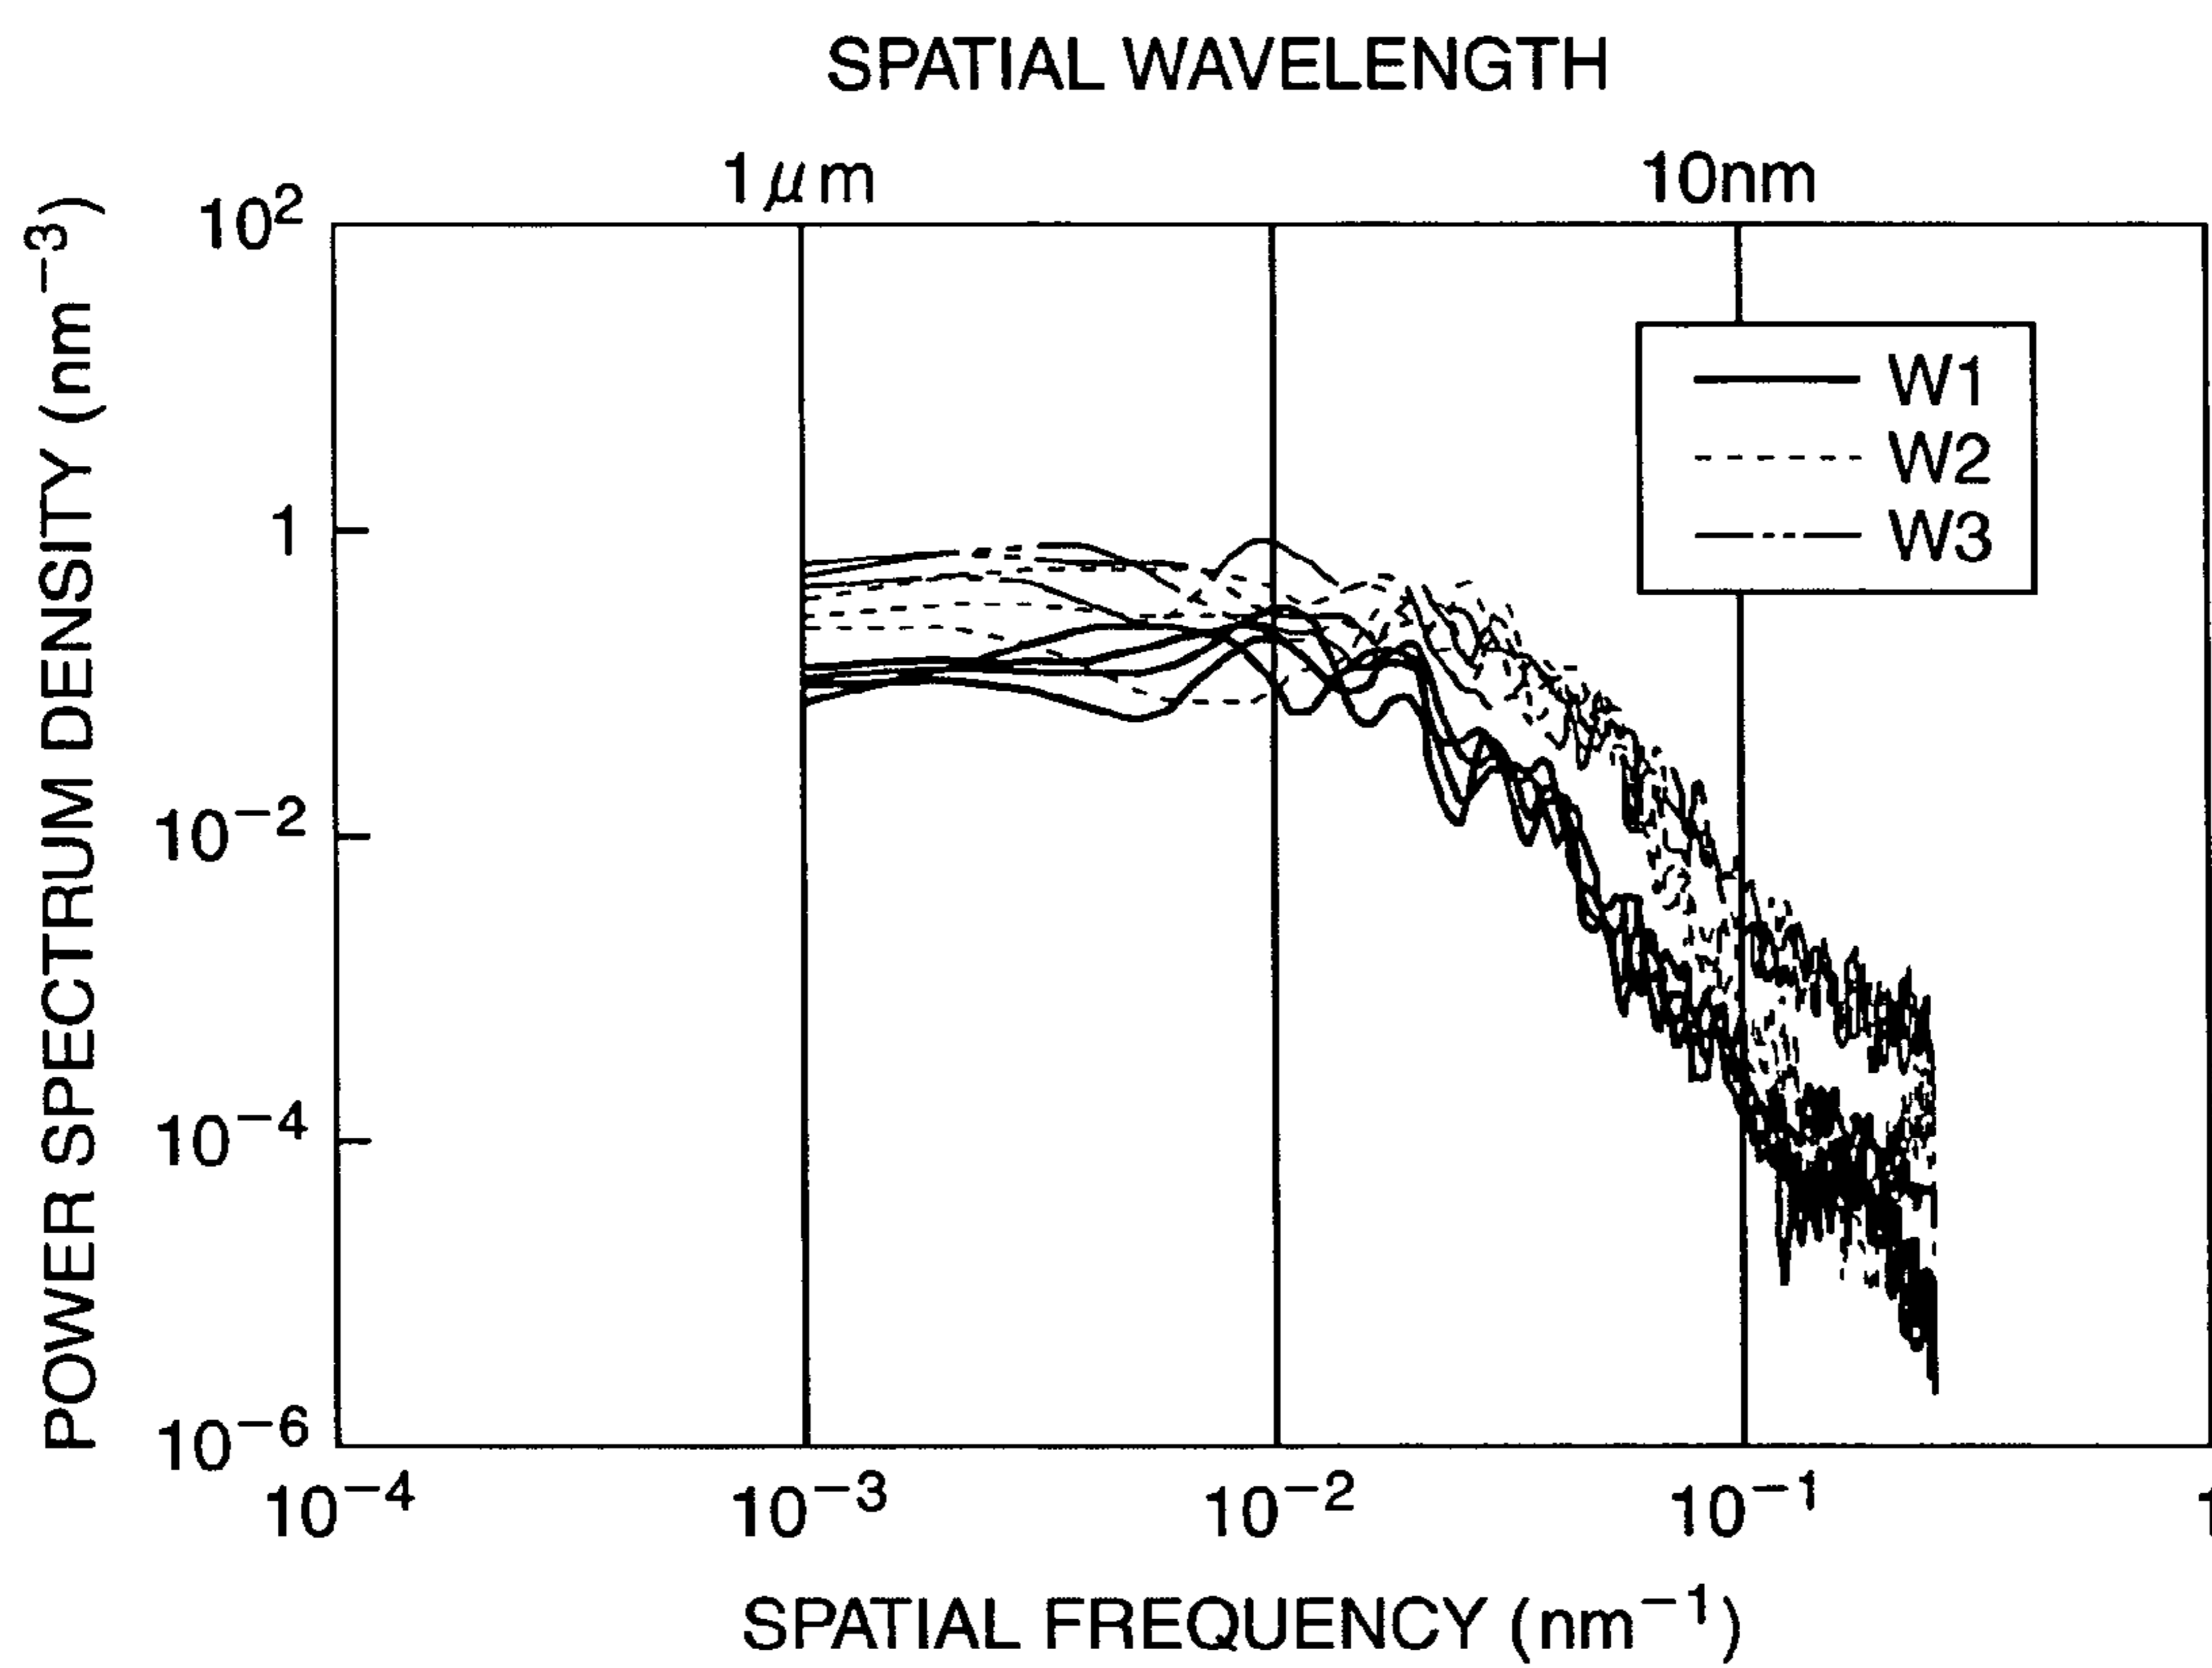 SPATIAL WAVELENGTH
1μm
10nm
POWER SPECTRUM DENSITY (nm⁻³)
10²
1
10⁻²
10⁻⁴
10⁻⁶
W1
W2
W3
10⁻⁴
10⁻³
10⁻²
10⁻¹
1
SPATIAL FREQUENCY (nm⁻¹)